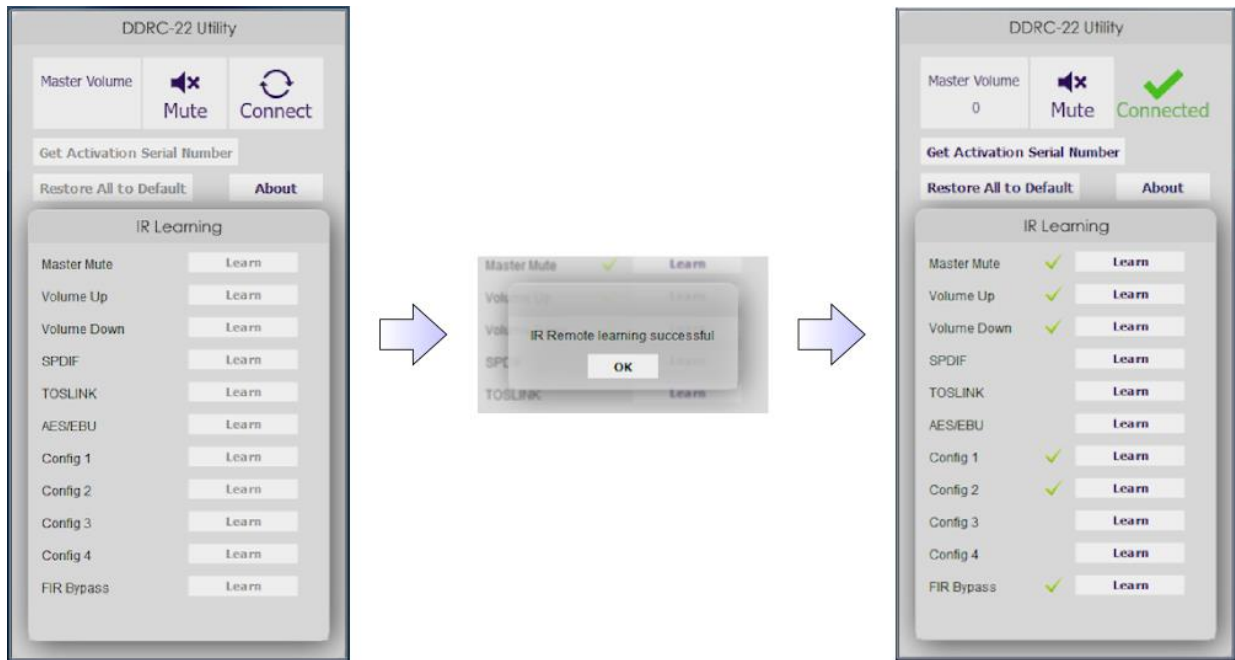 DDRC-22 Utility
Master Volume
Mute
Connect
Get Activation Serial Number
Restore All to Default
About
IR Learning
Master Mute Learn
Volume Up Learn
Volume Down Learn
SPDIF Learn
TOSLINK Learn
AES/EBU Learn
Config 1 Learn
Config 2 Learn
Config 3 Learn
Config 4 Learn
FIR Bypass Learn
Master Mute Learn
IR Remote learning successful
OK
TOSLINK Learn
DDRC-22 Utility
Master Volume
0
Mute
Connected
Get Activation Serial Number
Restore All to Default
About
IR Learning
Master Mute Learn
Volume Up Learn
Volume Down Learn
SPDIF Learn
TOSLINK Learn
AES/EBU Learn
Config 1 Learn
Config 2 Learn
Config 3 Learn
Config 4 Learn
FIR Bypass Learn